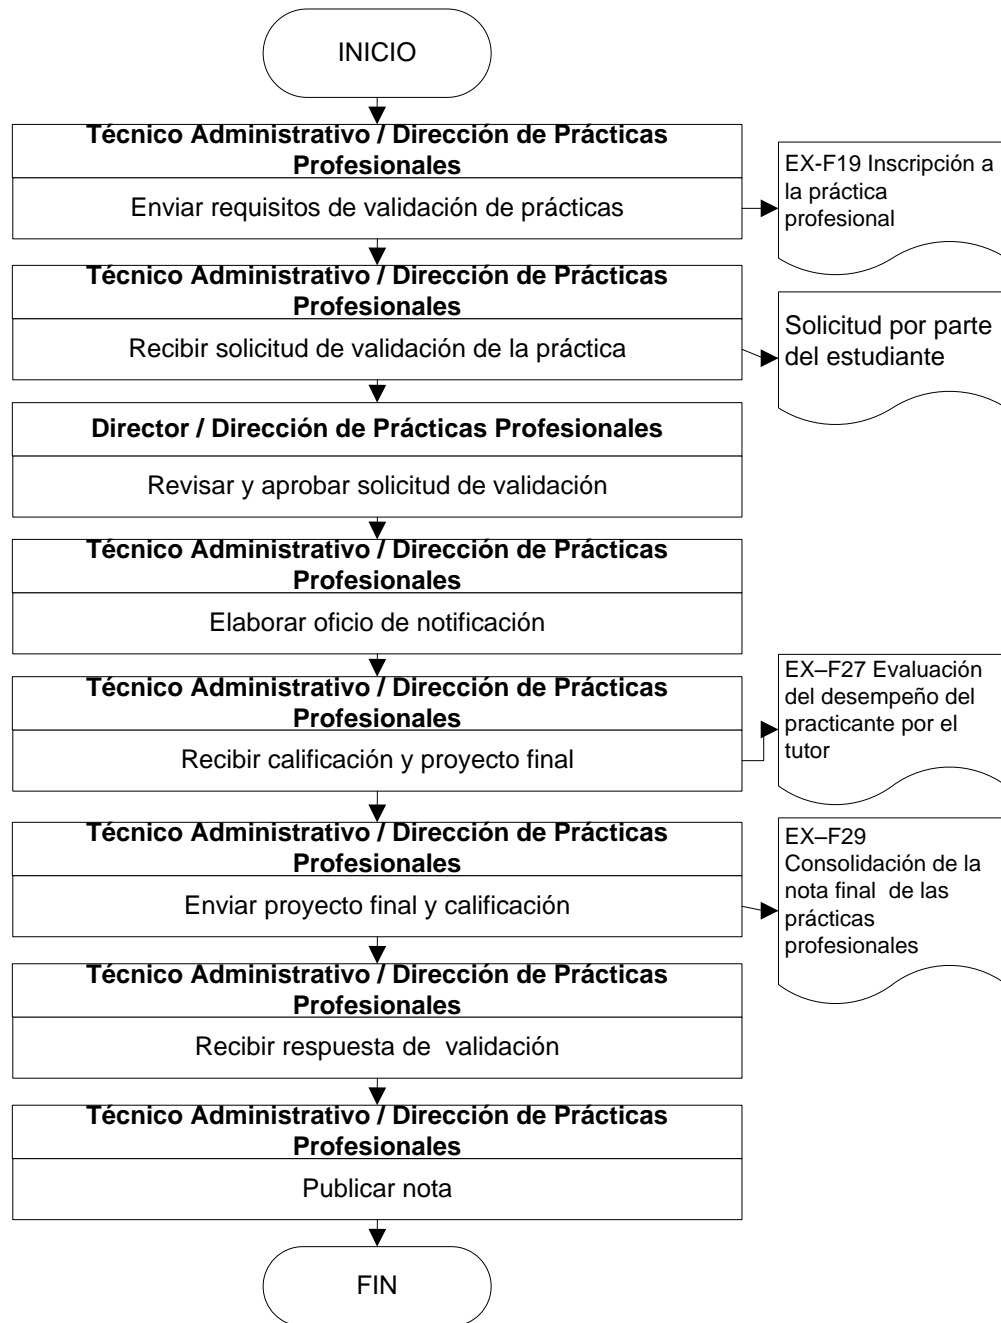 INICIO
Técnico Administrativo / Dirección de Prácticas
Profesionales
Enviar requisitos de validación de prácticas
EX-F19 Inscripción a
la práctica
profesional
Técnico Administrativo / Dirección de Prácticas
Profesionales
Recibir solicitud de validación de la práctica
Solicitud por parte
del estudiante
Director / Dirección de Prácticas Profesionales
Revisar y aprobar solicitud de validación
Técnico Administrativo / Dirección de Prácticas
Profesionales
Elaborar oficio de notificación
Técnico Administrativo / Dirección de Prácticas
Profesionales
Recibir calificación y proyecto final
EX–F27 Evaluación
del desempeño del
practicante por el
tutor
Técnico Administrativo / Dirección de Prácticas
Profesionales
Enviar proyecto final y calificación
EX–F29
Consolidación de la
nota final  de las
prácticas
profesionales
Técnico Administrativo / Dirección de Prácticas
Profesionales
Recibir respuesta de  validación
Técnico Administrativo / Dirección de Prácticas
Profesionales
Publicar nota
FIN